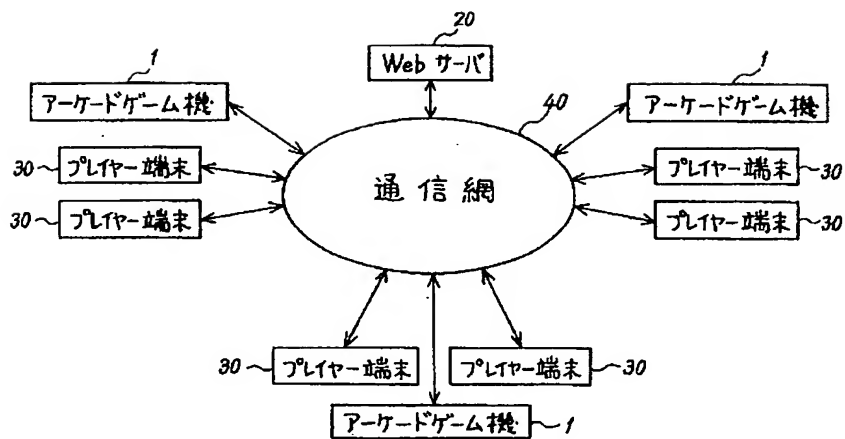 20
Web サーバ
1
アーケードゲーム機
1
アーケードゲーム機
40
30 プレイヤー端末
プレイヤー端末 30
通信網
30 プレイヤー端末
プレイヤー端末 30
30 プレイヤー端末
プレイヤー端末 30
アーケードゲーム機 1